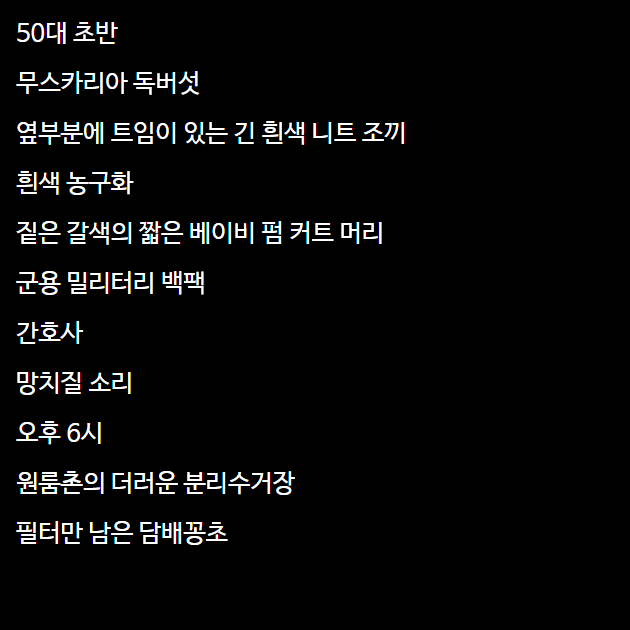 50대 초반
무스카리아 독버섯
옆부분에 트임이 있는 긴 흰색 니트 조끼
흰색 농구화
짙은 갈색의 짧은 베이비 펌 커트 머리
군용 밀리터리 백팩
간호사
망치질 소리
오후 6시
원룸촌의 더러운 분리수거장
필터만 남은 담배꽁초